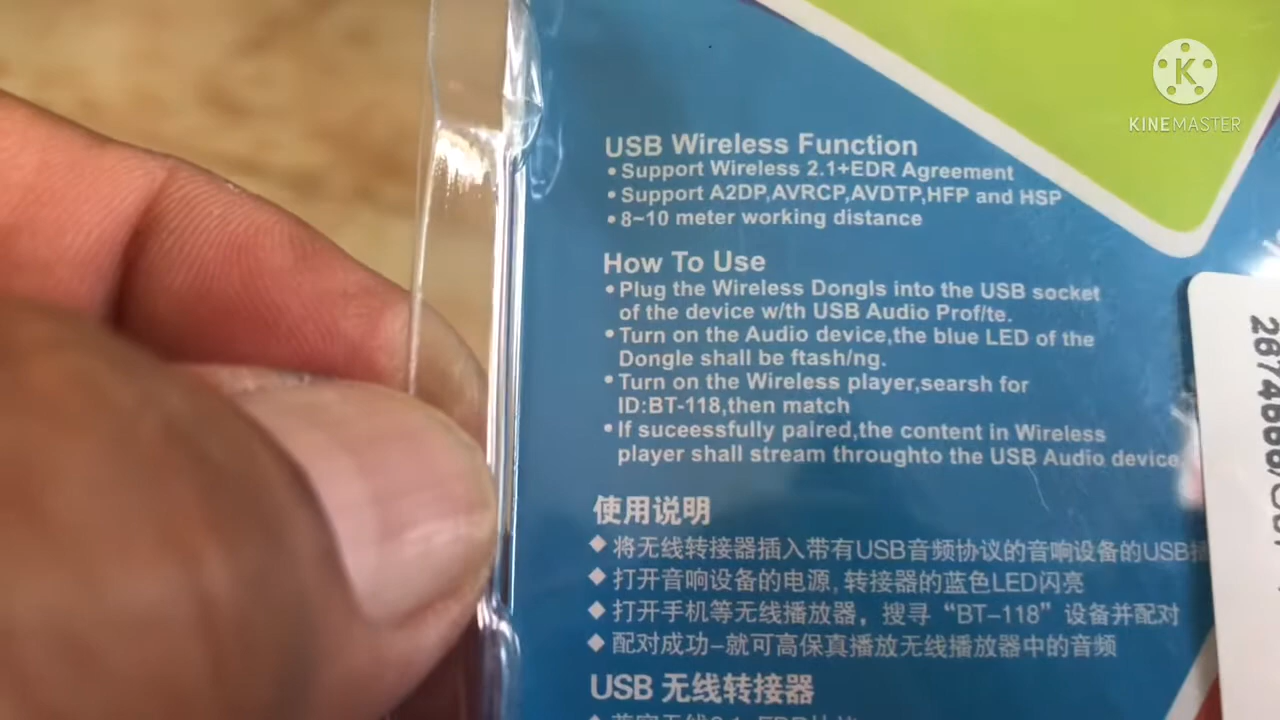 KINEMASTER
USB Wireless Function
•Support Wireless 2.1+EDR Agreement
•Support A2DP,AVRCP,AVDTP,HFP and HSP
•8~10 meter working distance
How To Use
•Plug the Wireless Dongls into the USB socket
of the device w/th USB Audio Prof/te.
•Turn on the Audio device,the blue LED of the
Dongle shall be ftash/ng.
•Turn on the Wireless player,searsh for
ID:BT-118,then match
•If suceessfully paired,the content in Wireless
player shall stream throughto the USB Audio device
使用说明
◆将无线转接器插入带有USB音频协议的音响设备的USB插
◆打开音响设备的电源,转接器的蓝色LED闪亮
◆打开手机等无线播放器，搜寻“BT-118”设备并配对
◆配对成功-就可高保真播放无线播放器中的音频
USB 无线转接器